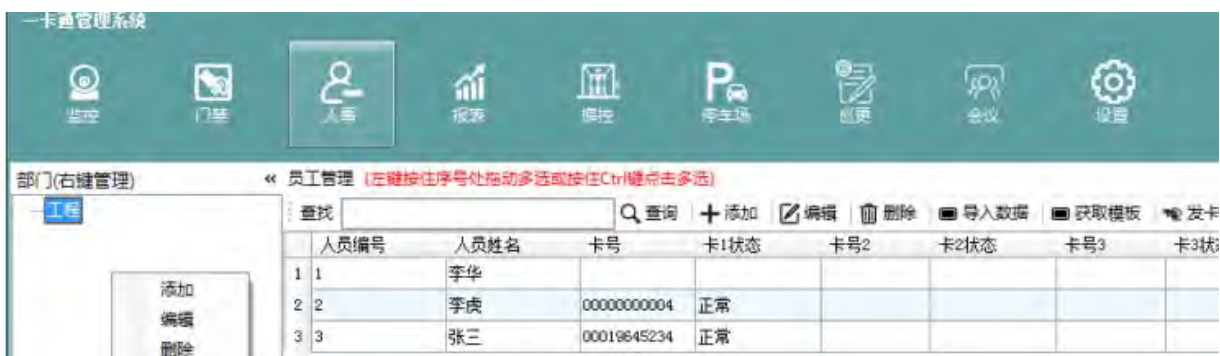 一卡通管理系统
监控 门禁 人事 报表 梯控 停车场 巡更 会议 设置
部门(右键管理) « 员工管理 (左键按住序号处拖动多选或按住Ctrl键点击多选)
工程 查找 查询 添加 编辑 删除 导入数据 获取模板 发卡
人员编号 人员姓名 卡号 卡1状态 卡号2 卡2状态 卡号3 卡3状态
1 1 李华
添加
2 2 李虎 00000000004 正常
编辑
3 3 张三 00019645234 正常
删除